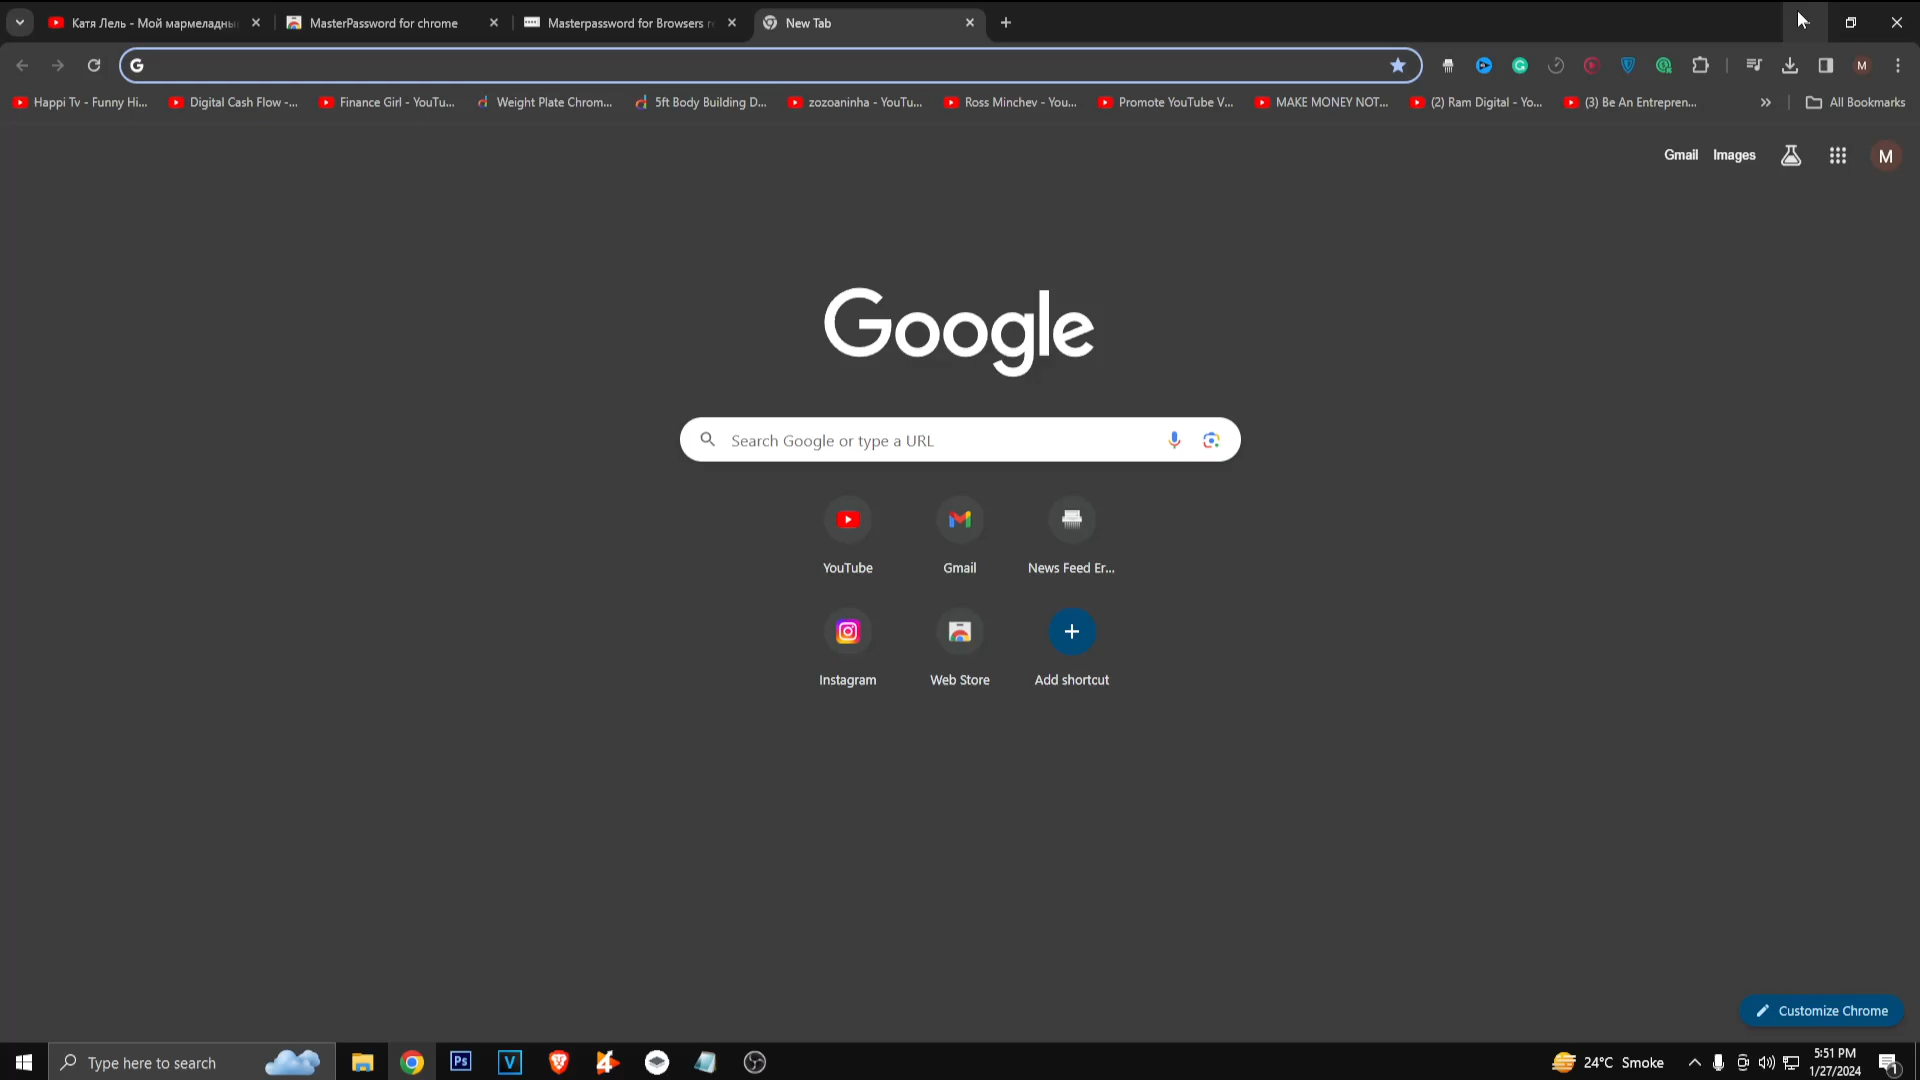 Катя Лель - Мой мармеладны
MasterPassword for chrome
Masterpassword for Browsers re
New Tab
G
M
Happi Tv - Funny Hi...
Digital Cash Flow -...
Finance Girl - YouTu...
Weight Plate Chrom...
5ft Body Building D...
zozoaninha - YouTu...
Ross Minchev - You...
Promote YouTube V...
MAKE MONEY NOT...
(2) Ram Digital - Yo...
(3) Be An Entrepren...
All Bookmarks
Gmail
Images
M
Google
Search Google or type a URL
YouTube
Gmail
News Feed Er...
Instagram
Web Store
Add shortcut
Customize Chrome
Type here to search
Ps
V
24°C Smoke
5:51 PM
1/27/2024
1